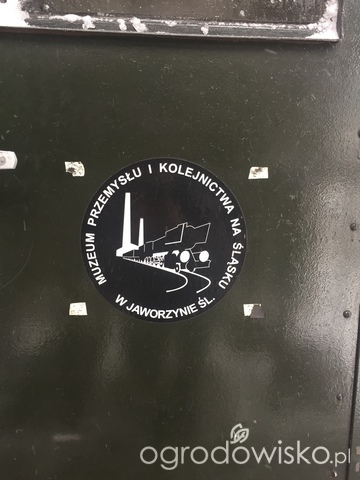 MUZEUM PRZEMYSŁU I KOLEJNICTWA NA ŚLĄSKU
W JAWORZYNIE ŚL.
ogrodowisko.pl